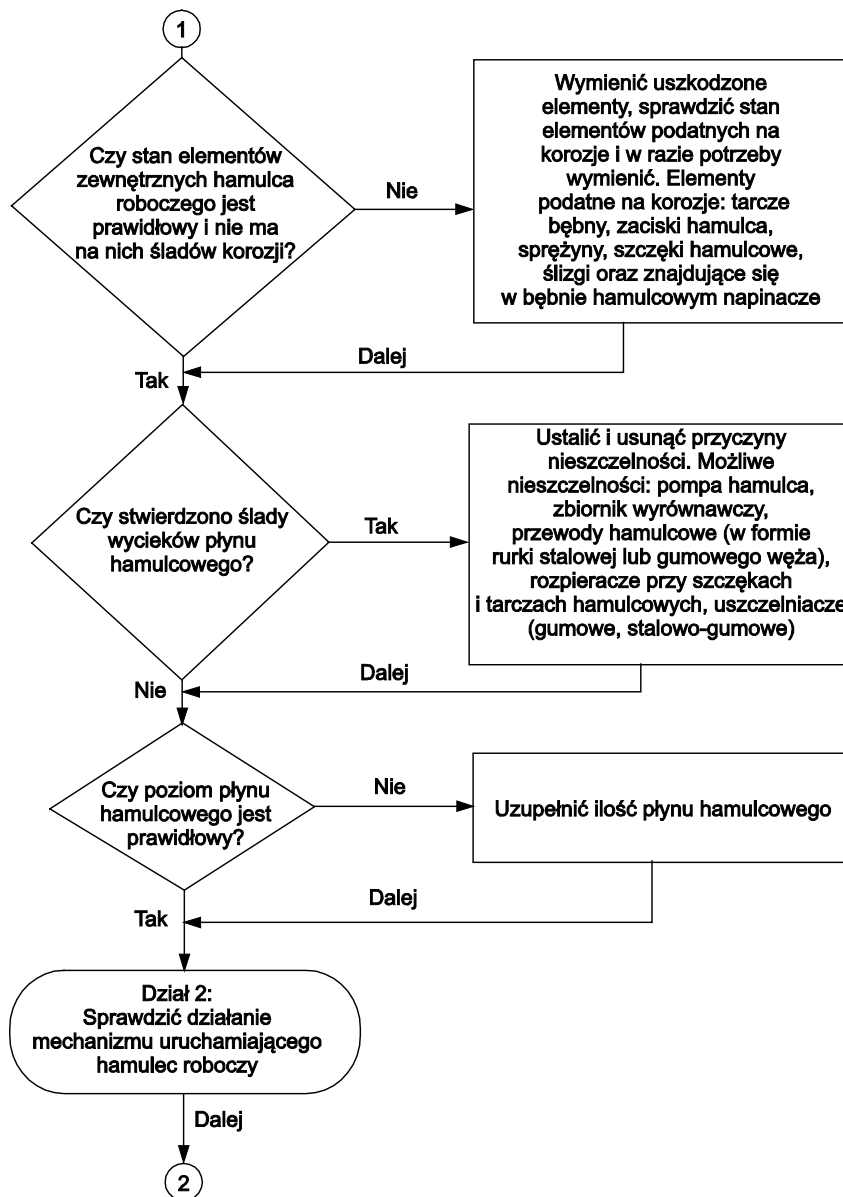 1
Czy stan elementów
zewnętrznych hamulca
roboczego jest
prawidłowy i nie ma
na nich śladów korozji?
Nie
Wymienić uszkodzone
elementy, sprawdzić stan
elementów podatnych na
korozje i w razie potrzeby
wymienić. Elementy
podatne na korozje: tarcze
bębny, zaciski hamulca,
sprężyny, szczęki hamulcowe,
ślizgi oraz znajdujące się
w bębnie hamulcowym napinacze
Dalej
Tak
Czy stwierdzono ślady
wycieków płynu
hamulcowego?
Tak
Ustalić i usunąć przyczyny
nieszczelności. Możliwe
nieszczelności: pompa hamulca,
zbiornik wyrównawczy,
przewody hamulcowe (w formie
rurki stalowej lub gumowego węża),
rozpieracze przy szczękach
i tarczach hamulcowych, uszczelniacze
(gumowe, stalowo-gumowe)
Dalej
Nie
Czy poziom płynu
hamulcowego jest
prawidłowy?
Nie
Uzupełnić ilość płynu hamulcowego
Dalej
Tak
Dział 2:
Sprawdzić działanie
mechanizmu uruchamiającego
hamulec roboczy
Dalej
2